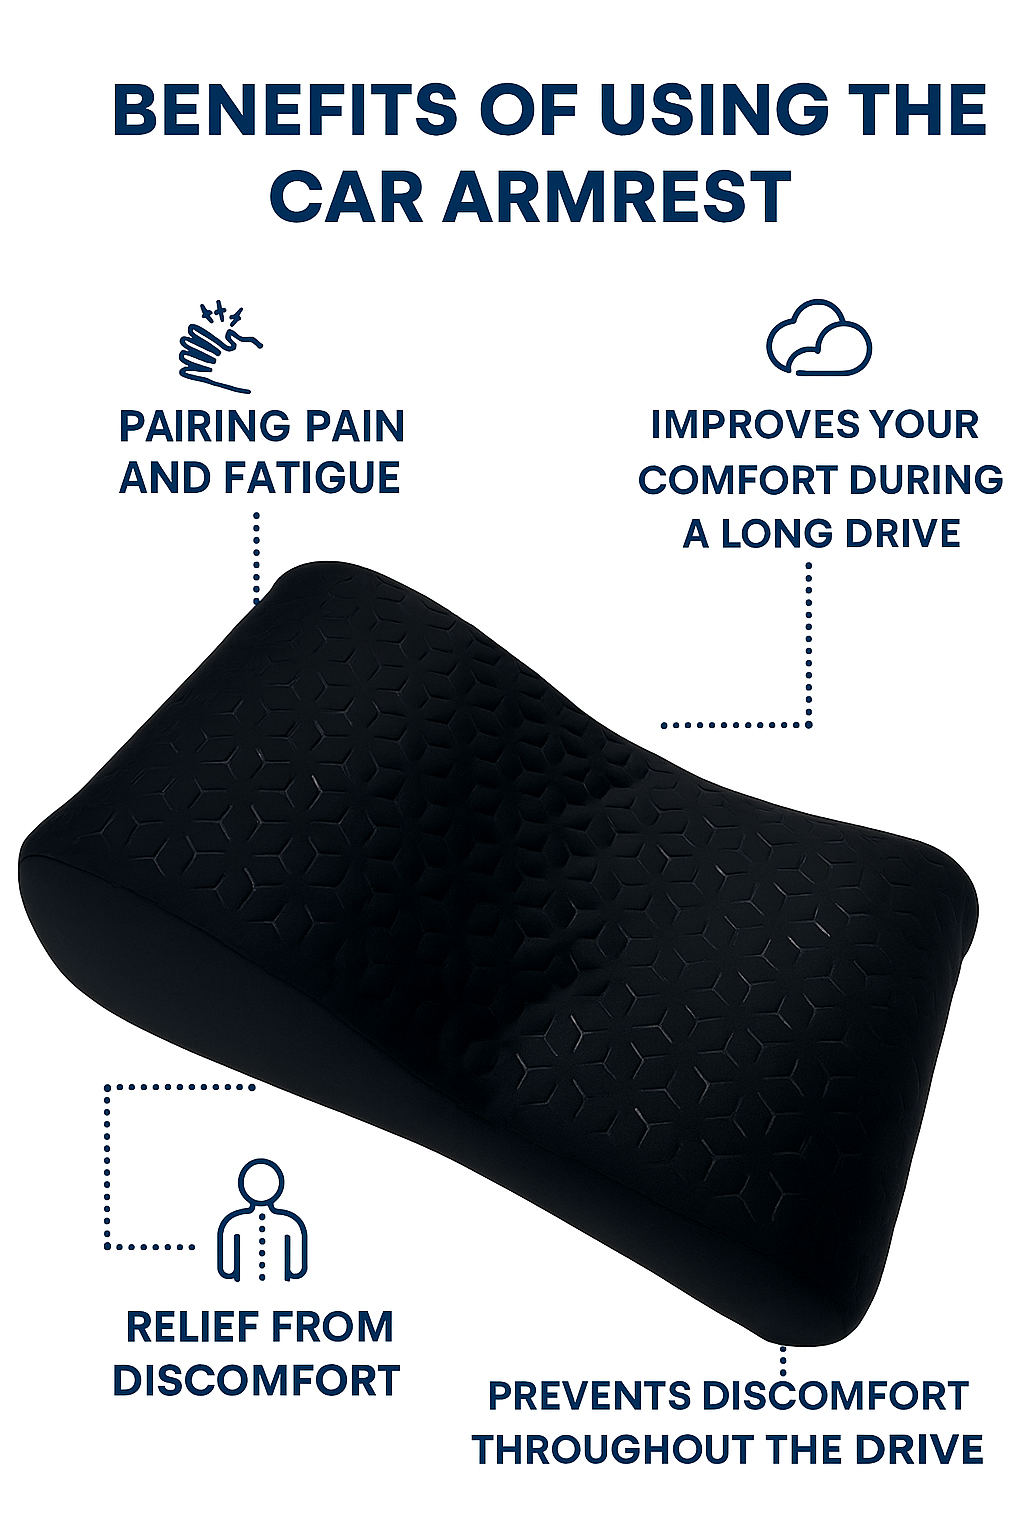 BENEFITS OF USING THE
CAR ARMREST
PAIRING PAIN
AND FATIGUE
IMPROVES YOUR
COMFORT DURING
A LONG DRIVE
RELIEF FROM
DISCOMFORT
PREVENTS DISCOMFORT
THROUGHOUT THE DRIVE